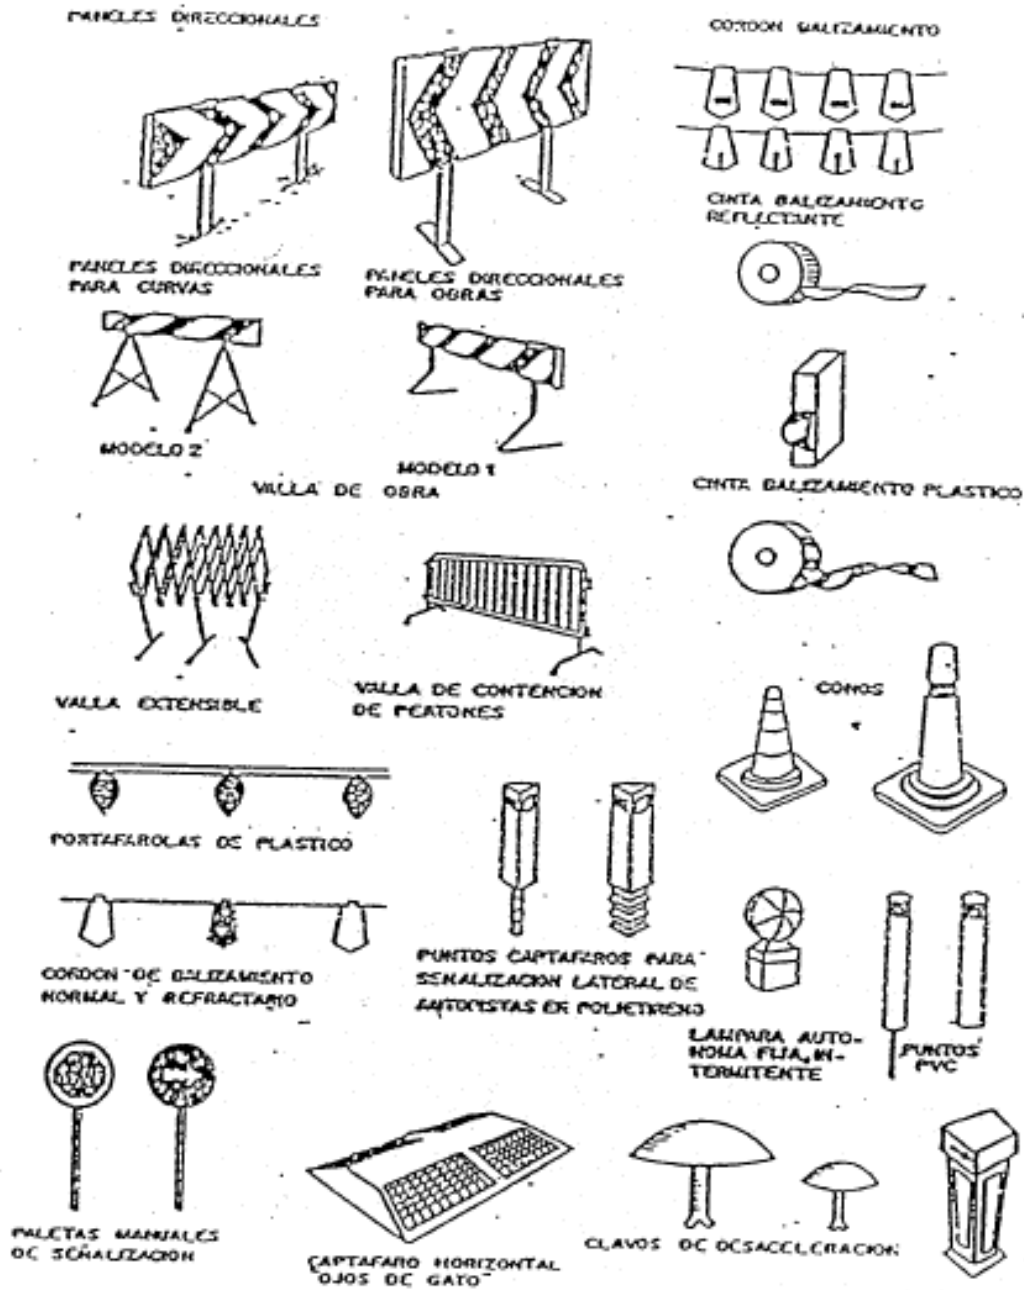 PANELES DIRECCIONALES
CORDON BALIZAMIENTO
CINTA BALIZAMIENTO
REFLECTANTE
PANELES DIRECCIONALES
PARA CURVAS
PANELES DIRECCIONALES
PARA OBRAS
MODELO 2
MODELO 1
VALLA DE OBRA
CINTA BALIZAMIENTO PLASTICO
VALLA EXTENSIBLE
VALLA DE CONTENCION
DE PEATONES
CONOS
PORTAFAROLAS DE PLASTICO
CORDON DE BALIZAMIENTO
NORMAL Y REFRACTARIO
PUNTOS CAPTAFAROS PARA
SEÑALIZACION LATERAL DE
AUTOPISTAS EN POLIETIRENO
LAMPARA AUTO-
NOMA FIJA, IN-
TERMITENTE
PUNTOS
PVC
PALETAS MANUALES
DE SEÑALIZACION
CAPTAFARO HORIZONTAL
"OJOS DE GATO"
CLAVOS DE DESACELERACION